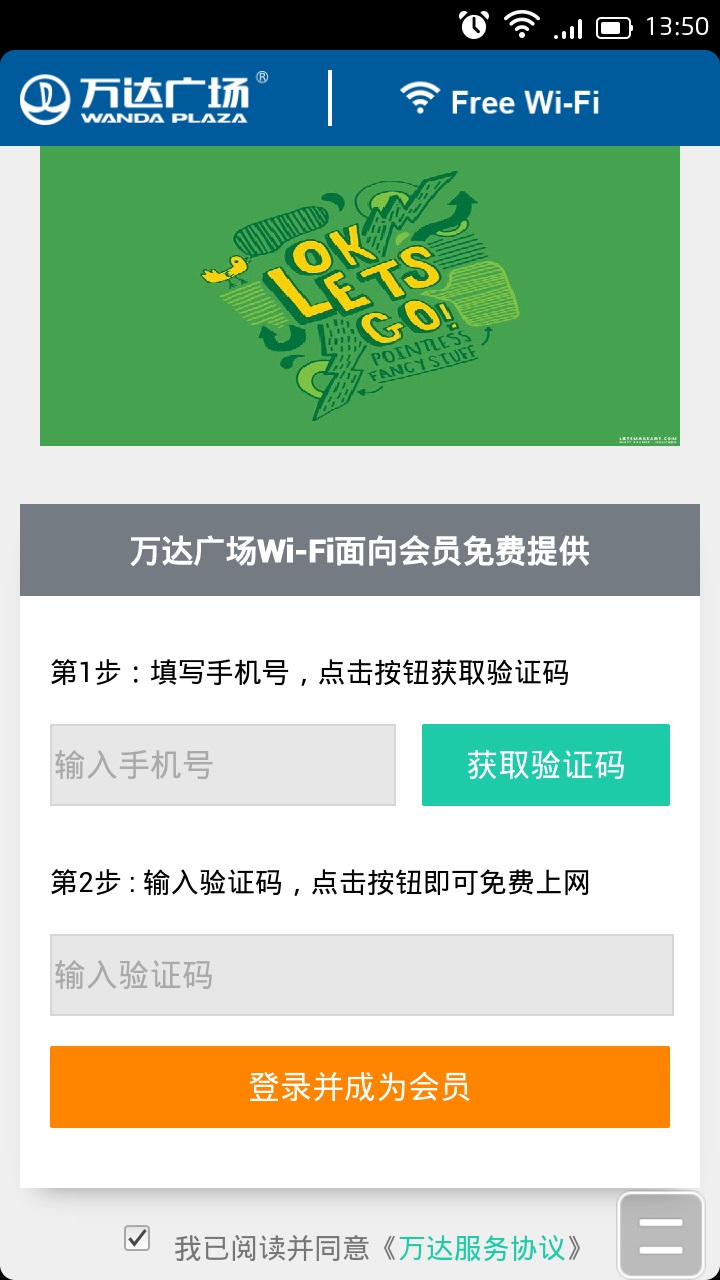 13:50
万达广场®
WANDA PLAZA
Free Wi-Fi
OK
LETS
GO!
POINTLESS
FANCY STUFF
万达广场Wi-Fi面向会员免费提供
第1步：填写手机号，点击按钮获取验证码
输入手机号
获取验证码
第2步 : 输入验证码，点击按钮即可免费上网
输入验证码
登录并成为会员
我已阅读并同意《万达服务协议》